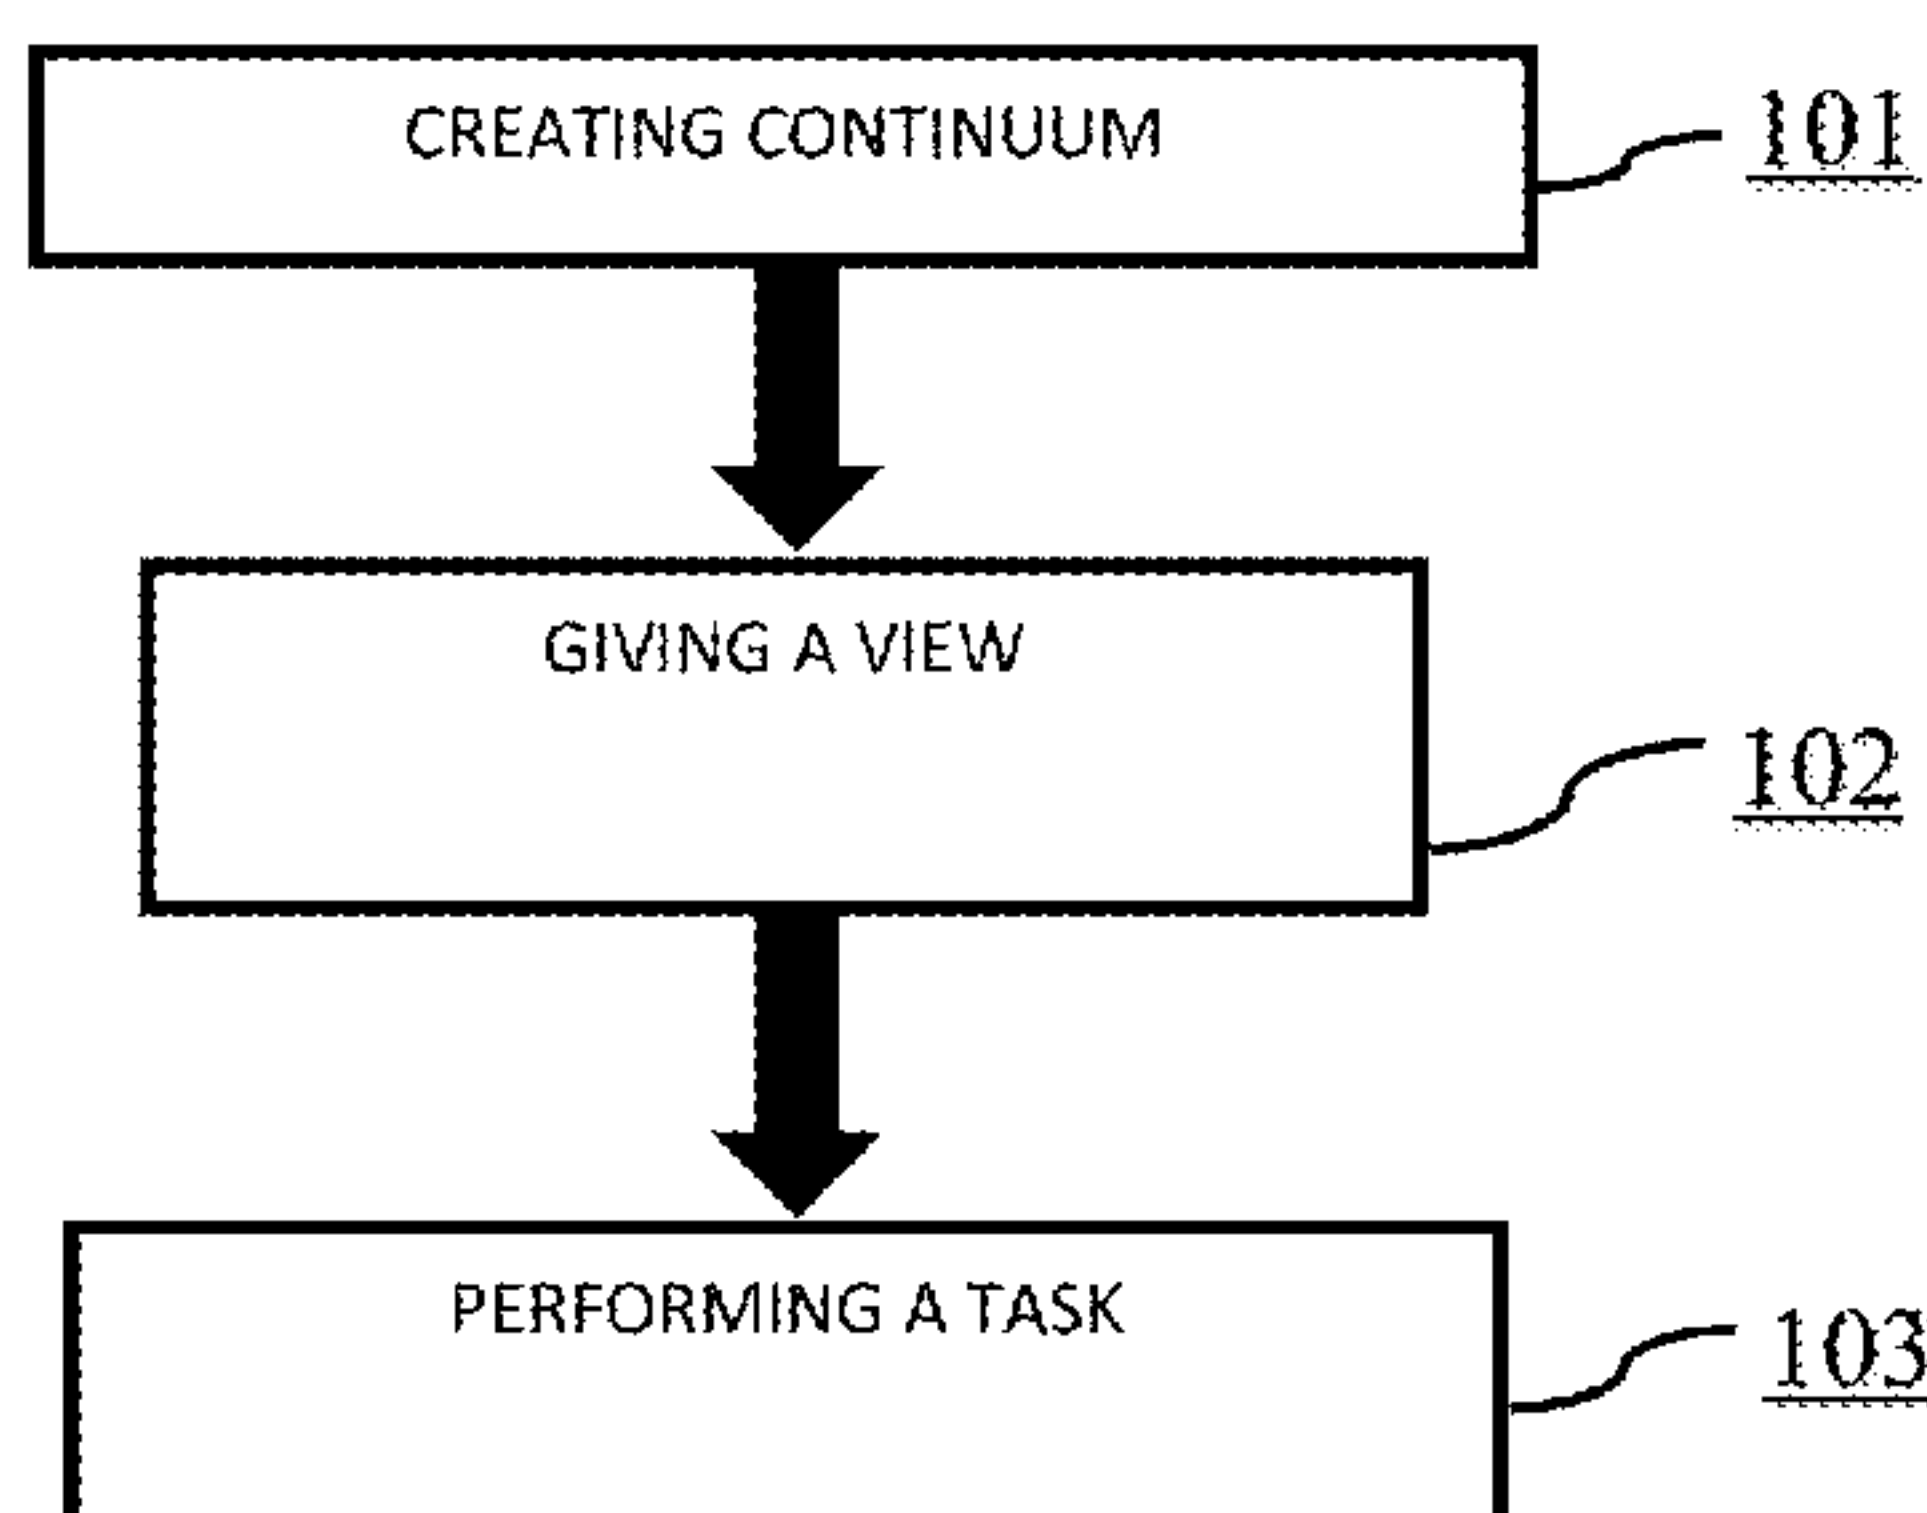 CREATING CONTINUUM
101
GIVING A VIEW
102
PERFORMING A TASK
103